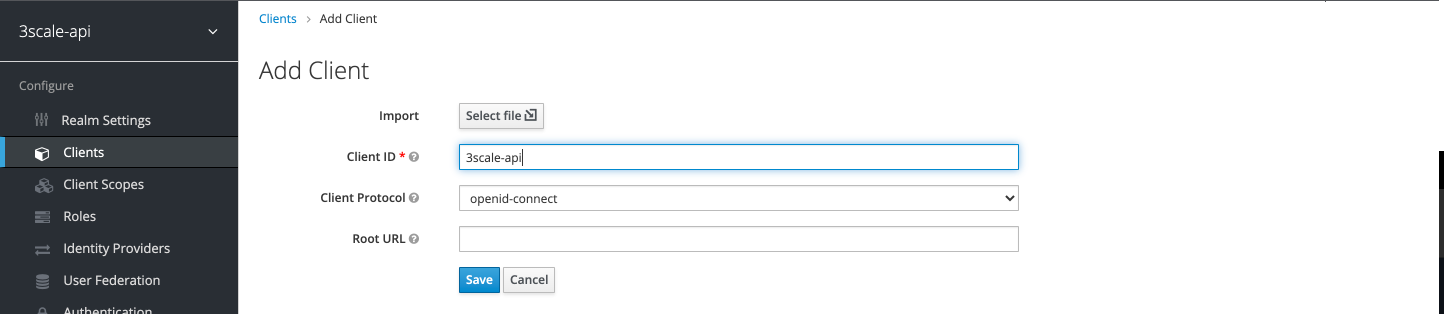 3scale-api
Configure
Realm Settings
Clients
Client Scopes
Roles
Identity Providers
User Federation
Authentication
Clients > Add Client
Add Client
Import Select file
Client ID * 3scale-api
Client Protocol openid-connect
Root URL
Save Cancel